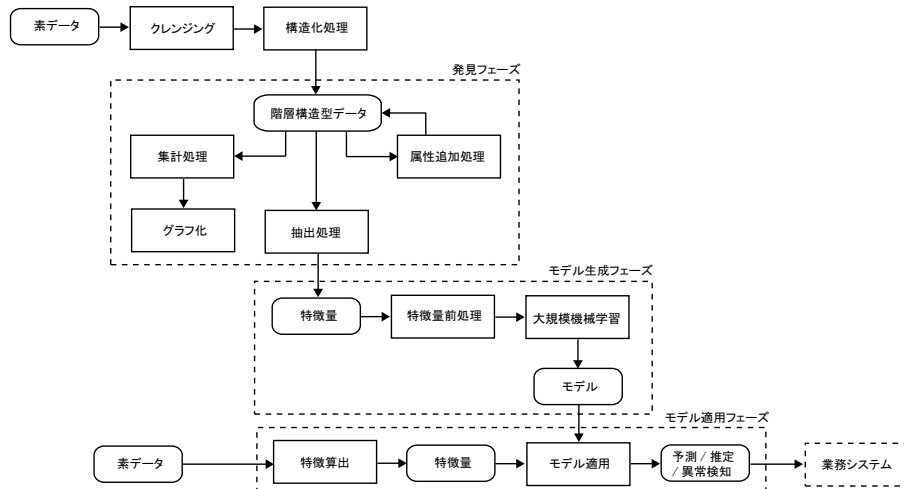 素データ
クレンジング
構造化処理
発見フェーズ
階層構造型データ
集計処理
属性追加処理
グラフ化
抽出処理
モデル生成フェーズ
特徴量
特徴量前処理
大規模機械学習
モデル
モデル適用フェーズ
素データ
特徴算出
特徴量
モデル適用
予測 / 推定
/ 異常検知
業務システム